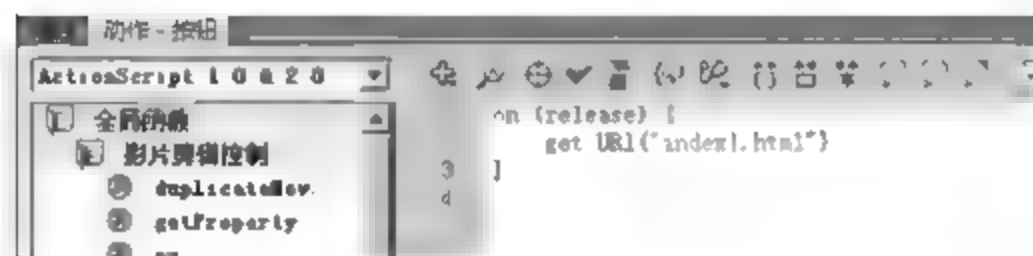 动作 - 按钮
ActionScript 1.0 & 2.0
全局函数
影片剪辑控制
duplicateMov
getProperty
on (release) {
get URl("index1.html")
3 }